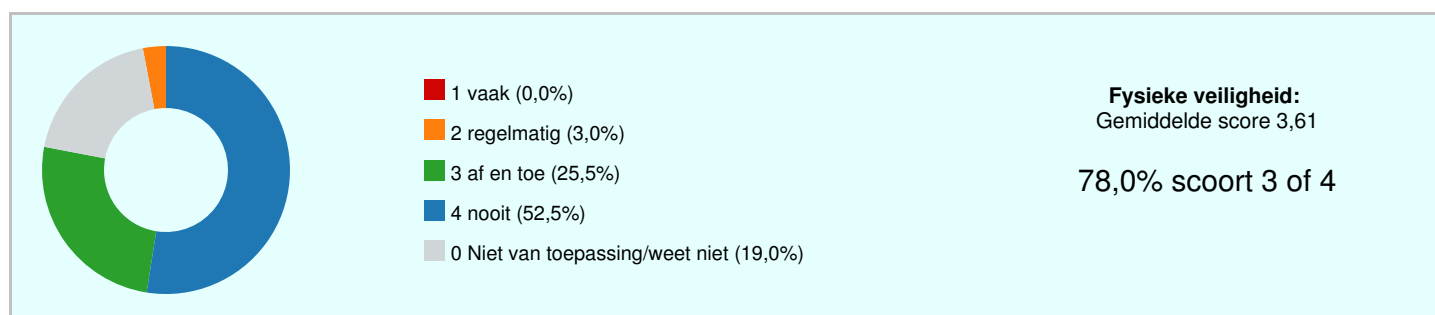 1 vaak (0,0%)
2 regelmatig (3,0%)
3 af en toe (25,5%)
4 nooit (52,5%)
0 Niet van toepassing/weet niet (19,0%)
Fysieke veiligheid:
Gemiddelde score 3,61
78,0% scoort 3 of 4